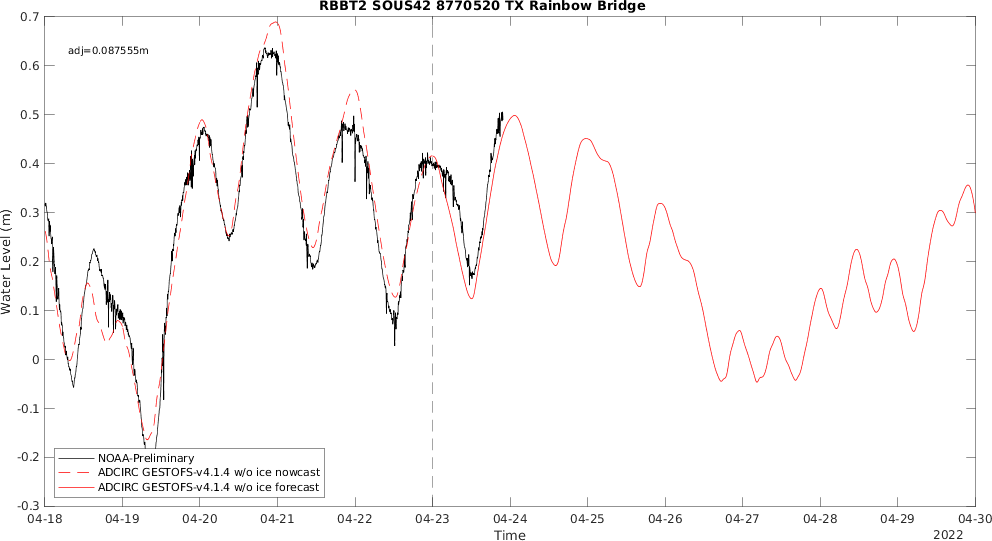 RBBT2 SOUS42 8770520 TX Rainbow Bridge
adj=0.087555m
Water Level (m)
0.7
0.6
0.5
0.4
0.3
0.2
0.1
0
-0.1
-0.2
-0.3
NOAA-Preliminary
ADCIRC GESTOFS-v4.1.4 w/o ice nowcast
ADCIRC GESTOFS-v4.1.4 w/o ice forecast
04-18 04-19 04-20 04-21 04-22 04-23 04-24 04-25 04-26 04-27 04-28 04-29 04-30
Time
2022